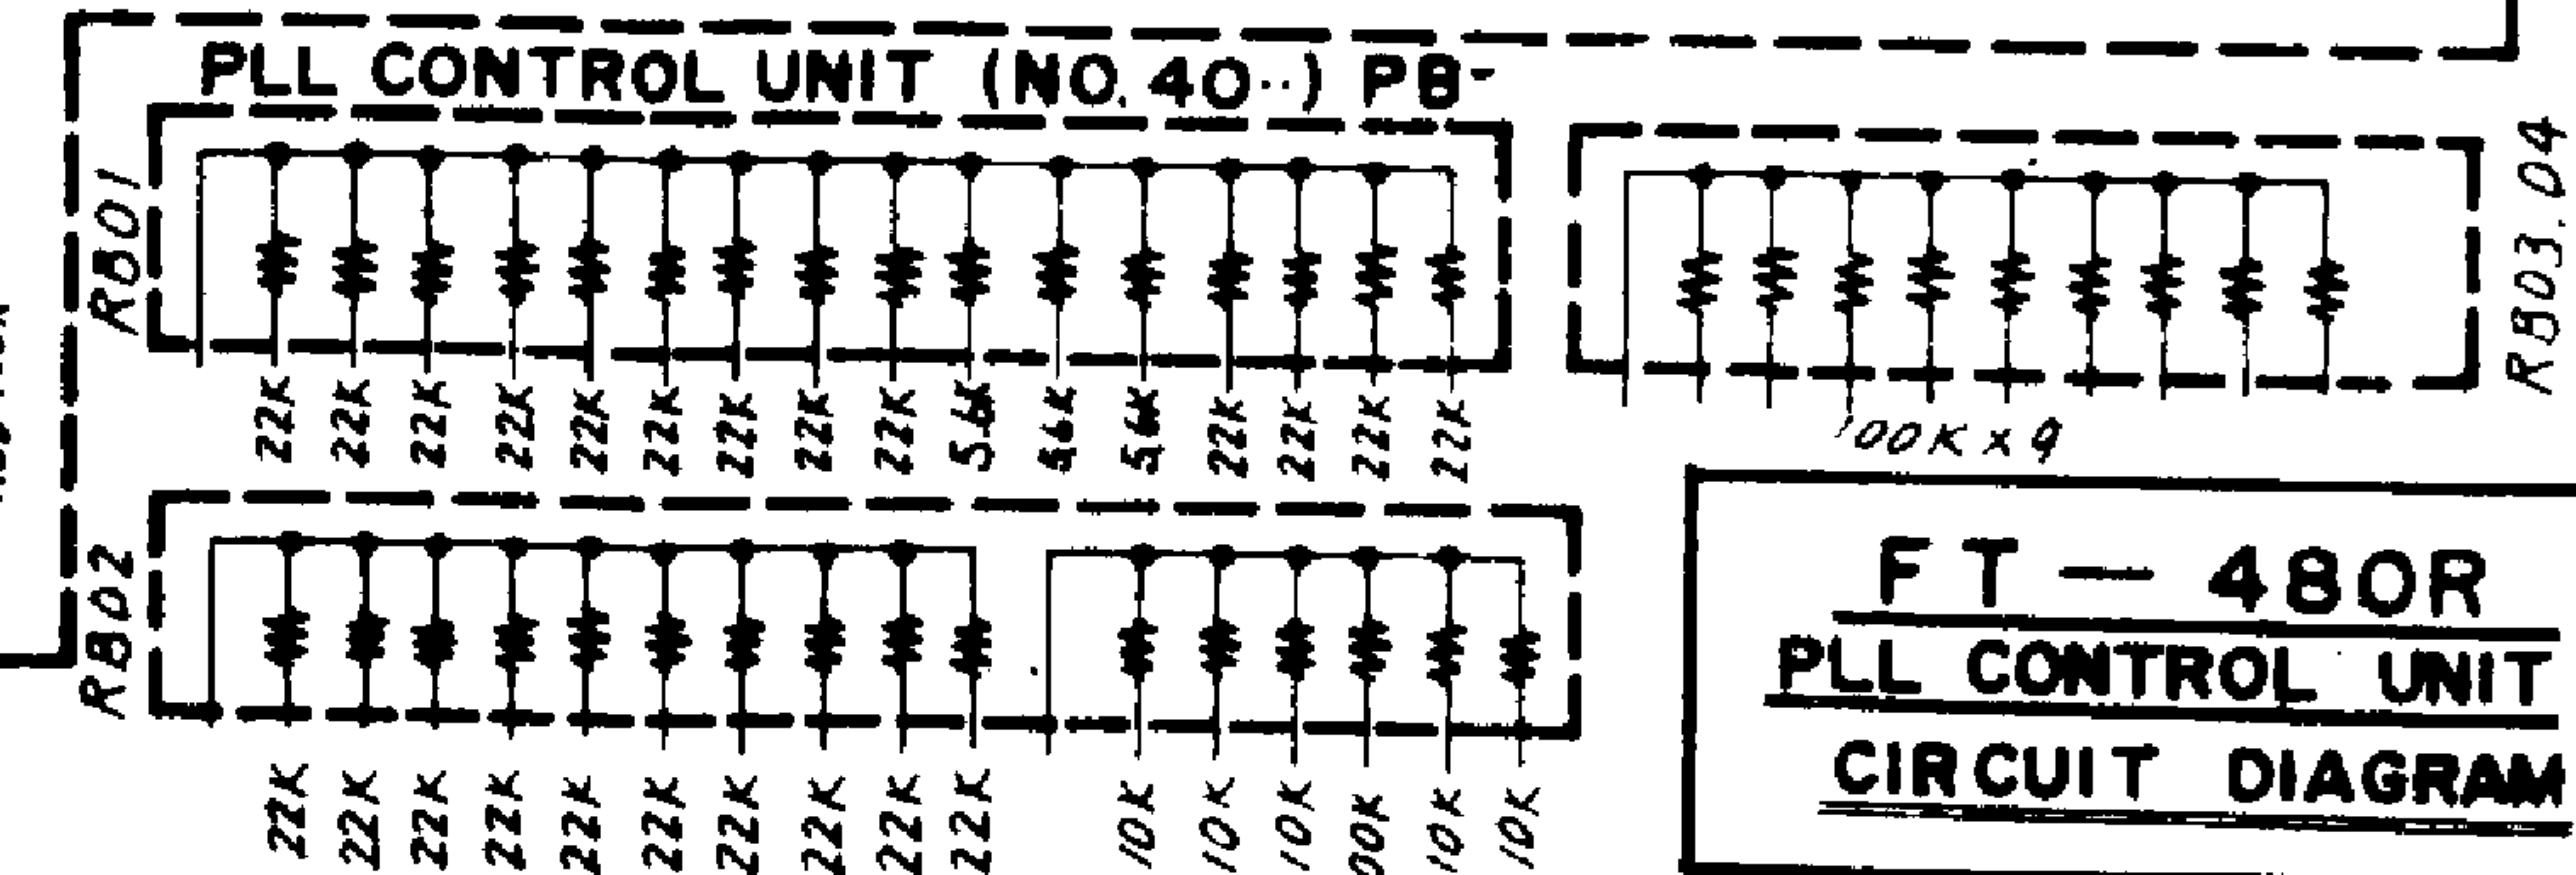 PLL CONTROL UNIT (NO. 40··) PB-
RB01
22K 22K 22K 22K 22K 22K 22K 22K 22K 5.6K 5.6K 5.6K 22K 22K 22K 22K
RB03.04
100K x 9
RB02
22K 22K 22K 22K 22K 22K 22K 22K 22K 22K 10K 10K 10K 00K 10K 10K
FT — 480R
PLL CONTROL UNIT
CIRCUIT DIAGRAM